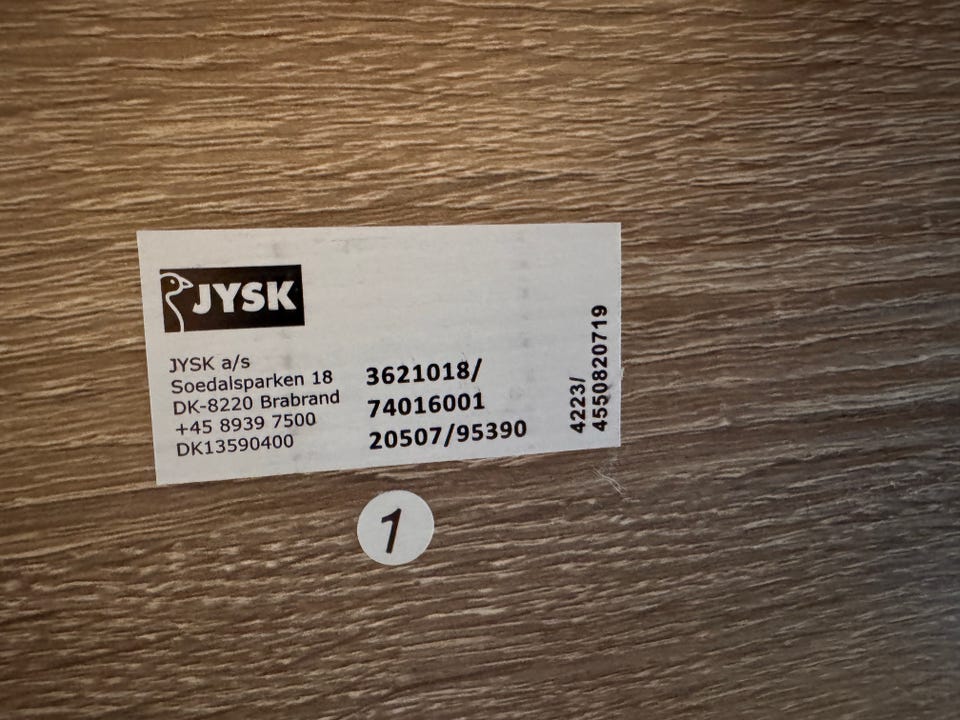 JYSK
JYSK a/s
Soedalsparken 18
DK-8220 Brabrand
+45 8939 7500
DK13590400
3621018/
74016001
20507/95390
4223/
4550820719
1